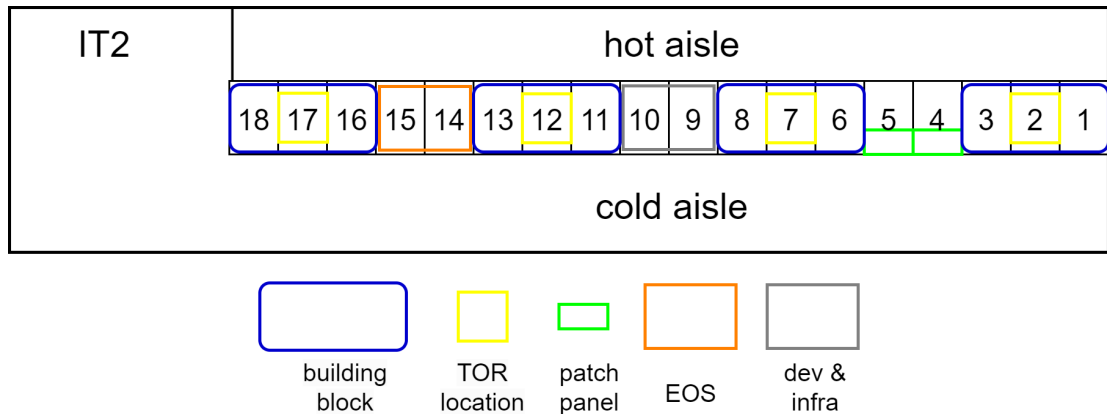 IT2
hot aisle
18 17 16 15 14 13 12 11 10 9 8 7 6 5 4 3 2 1
cold aisle
building
block
TOR
location
patch
panel
EOS
dev &
infra